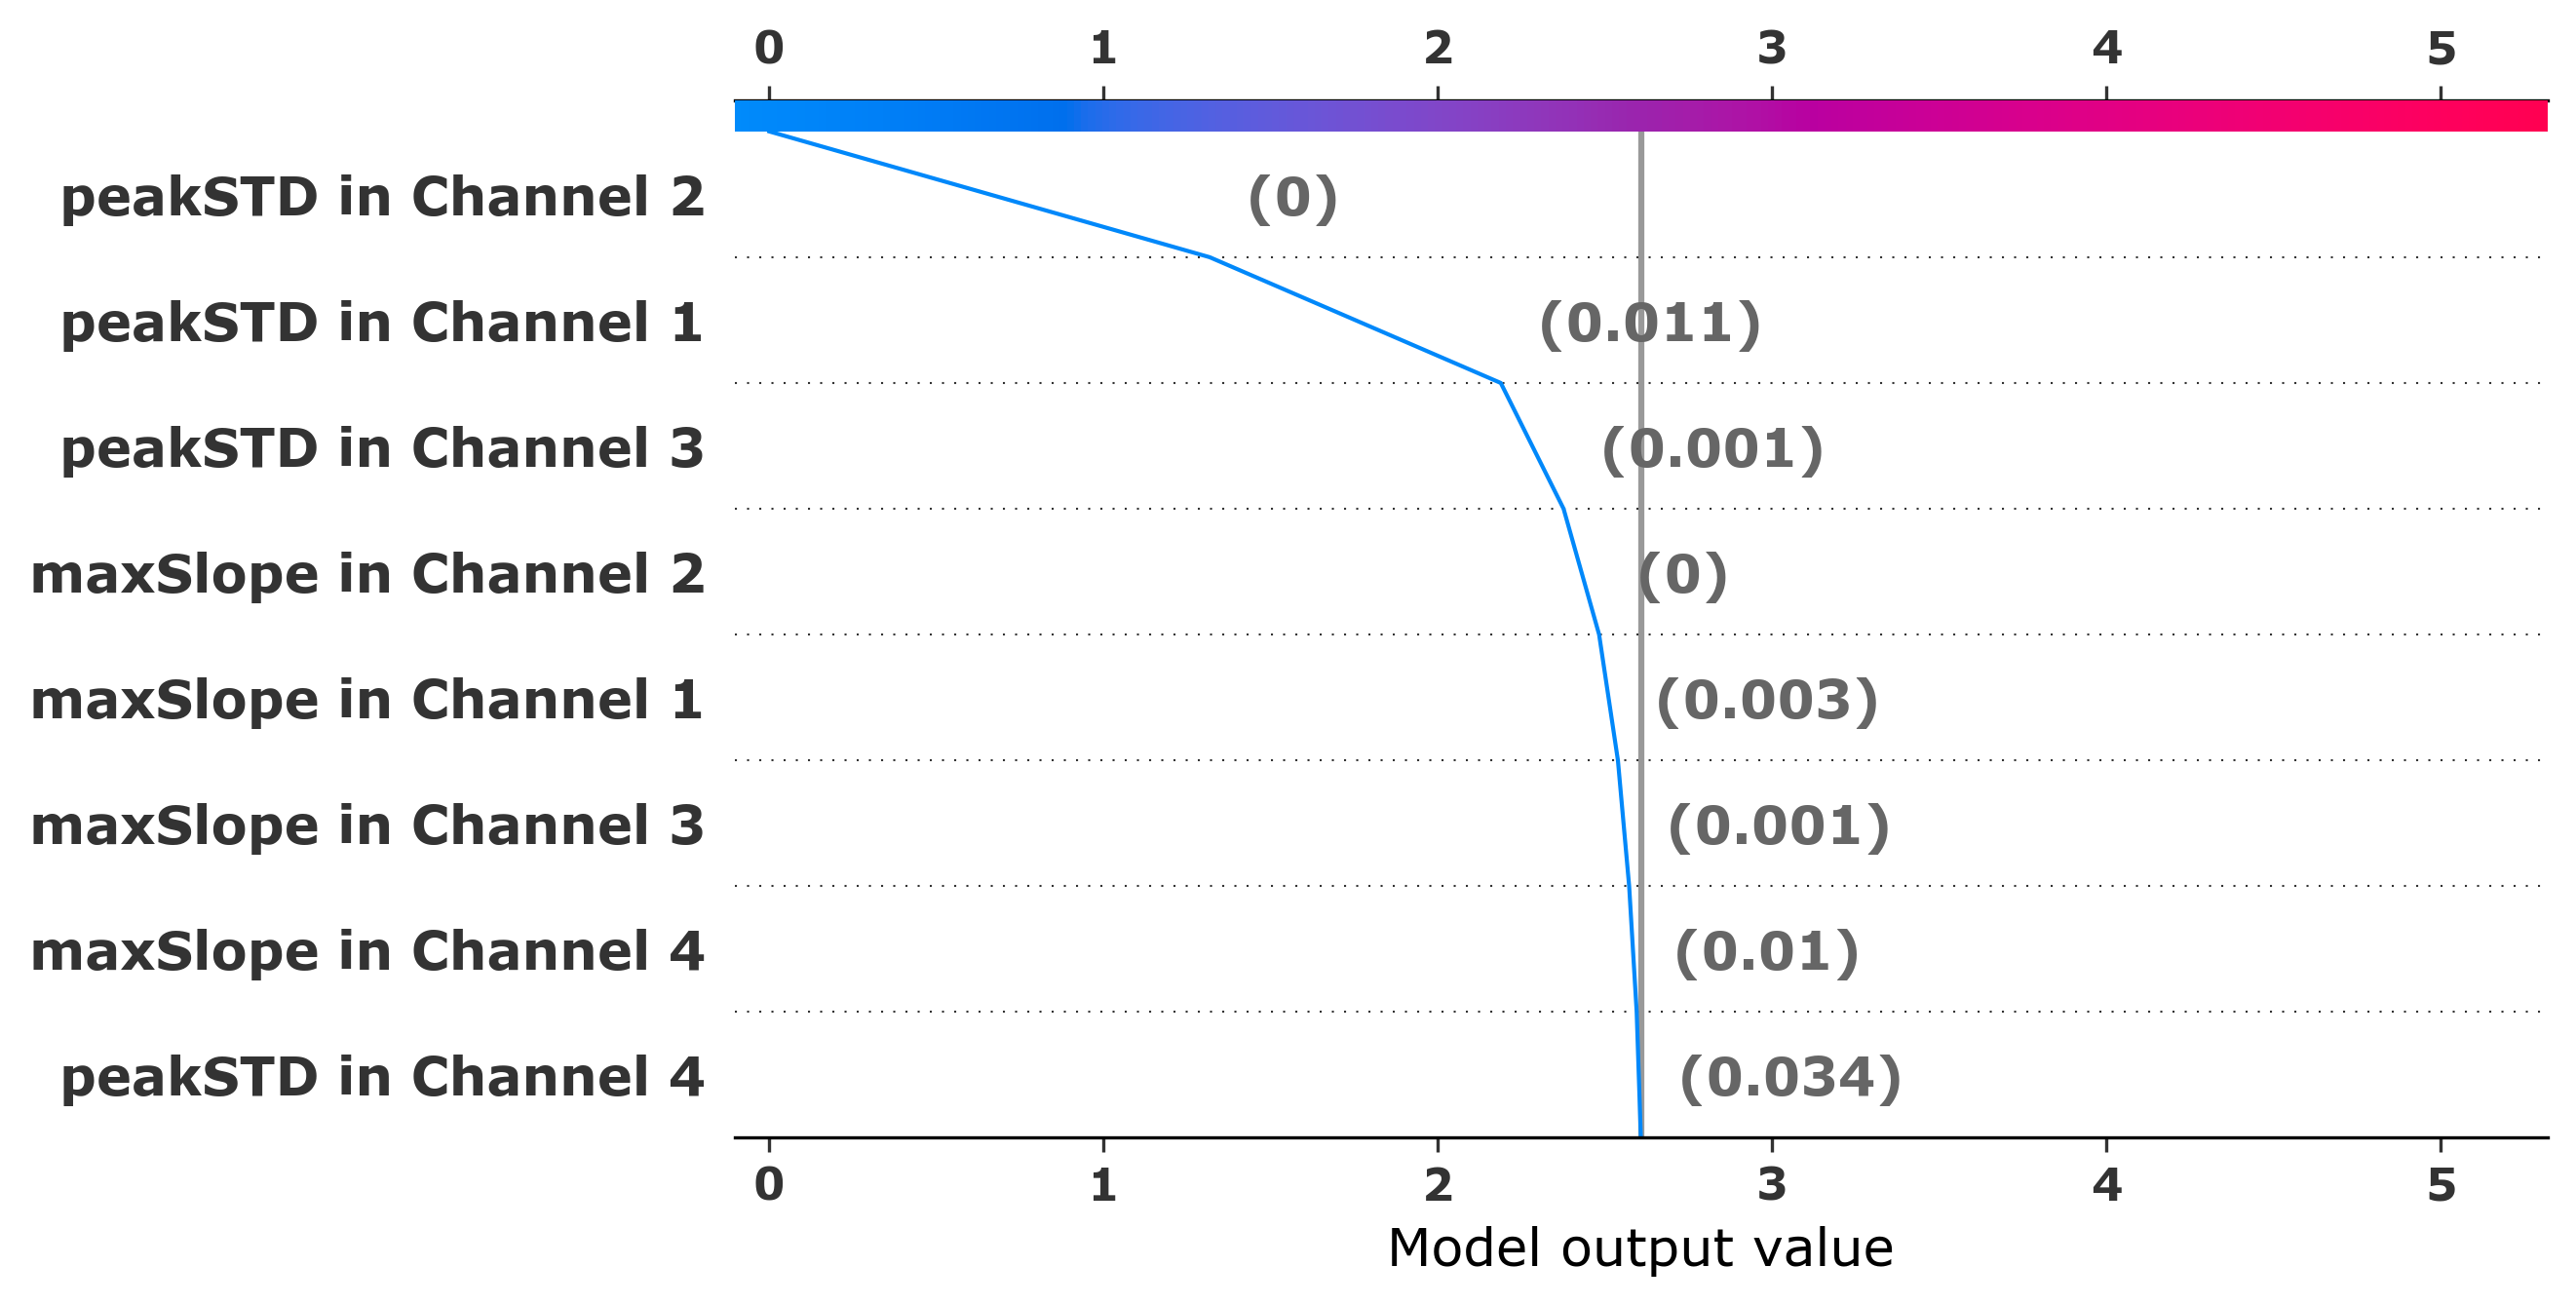 0 1 2 3 4 5
peakSTD in Channel 2 (0)
peakSTD in Channel 1 (0.011)
peakSTD in Channel 3 (0.001)
maxSlope in Channel 2 (0)
maxSlope in Channel 1 (0.003)
maxSlope in Channel 3 (0.001)
maxSlope in Channel 4 (0.01)
peakSTD in Channel 4 (0.034)
0 1 2 3 4 5
Model output value